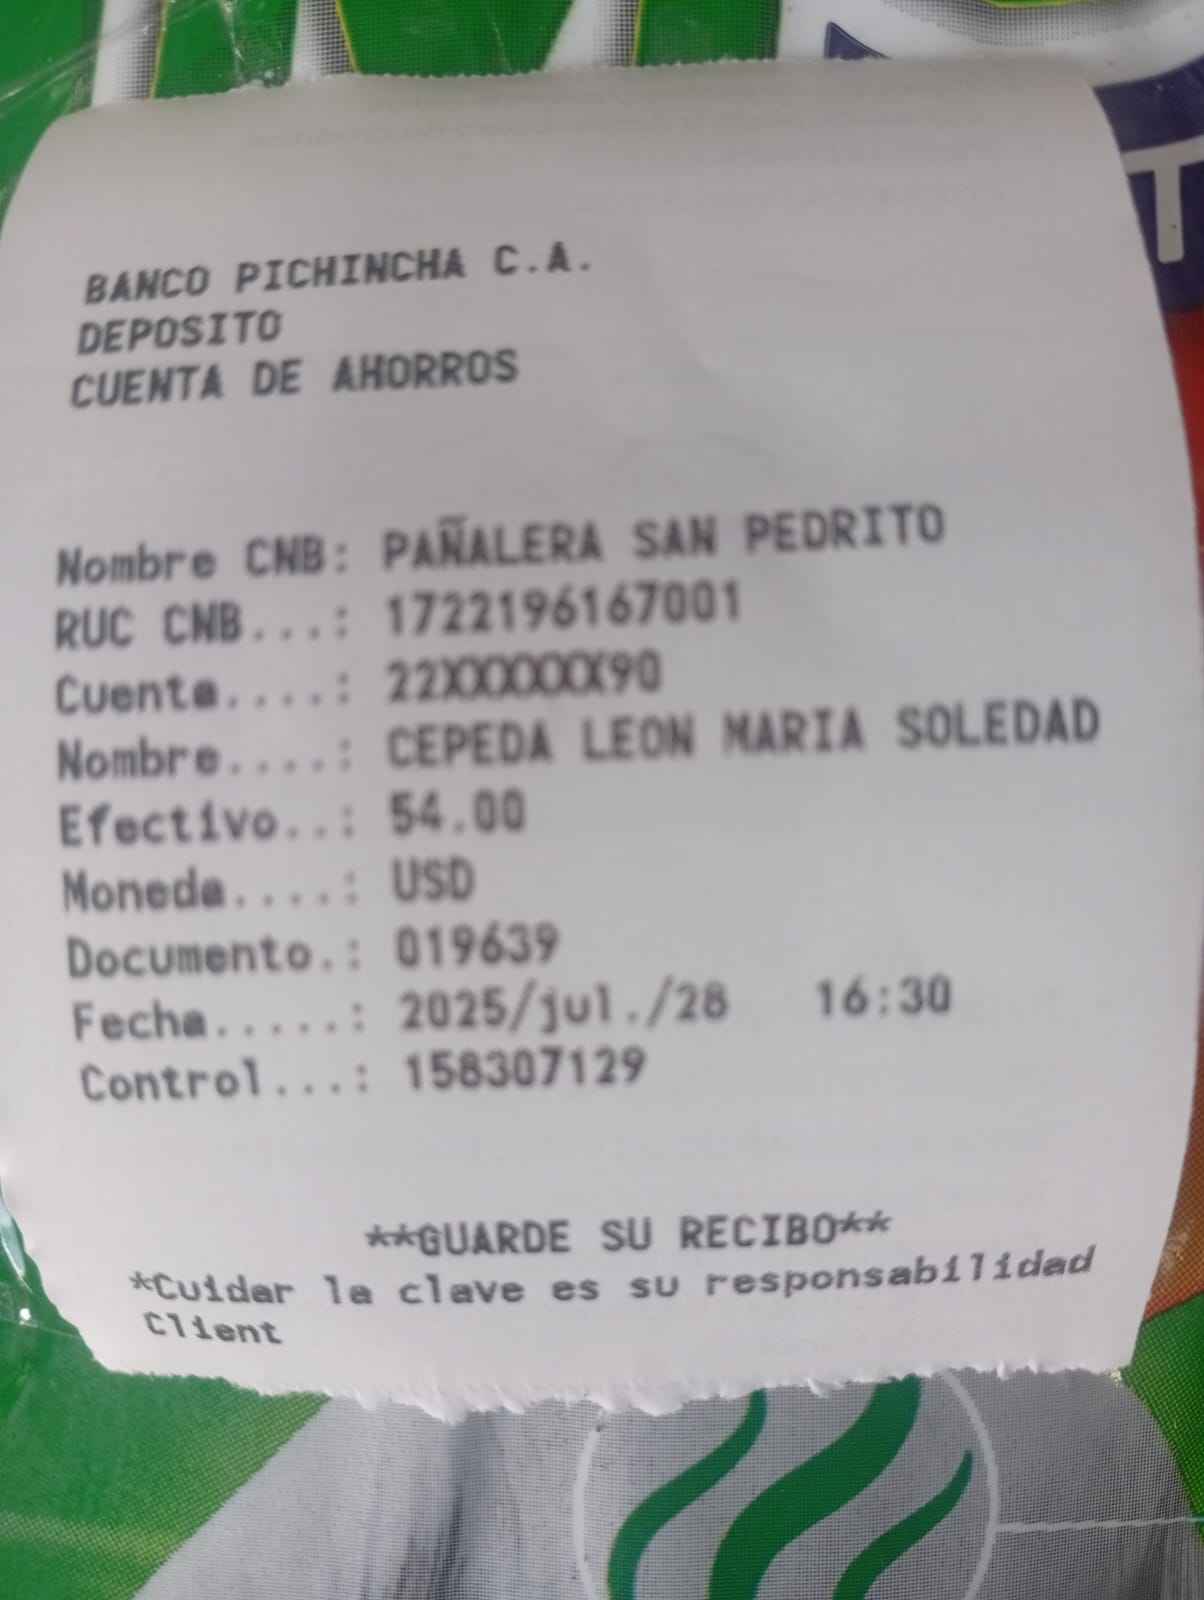 BANCO PICHINCHA C.A.
DEPOSITO
CUENTA DE AHORROS
Nombre CNB: PAÑALERA SAN PEDRITO
RUC CNB...: 1722196167001
Cuenta....: 22XXXXXX90
Nombre....: CEPEDA LEON MARIA SOLEDAD
Efectivo..: 54.00
Moneda....: USD
Documento.: 019639
Fecha.....: 2025/jul./28 16:30
Control...: 158307129
**GUARDE SU RECIBO**
*Cuidar la clave es su responsabilidad
Client